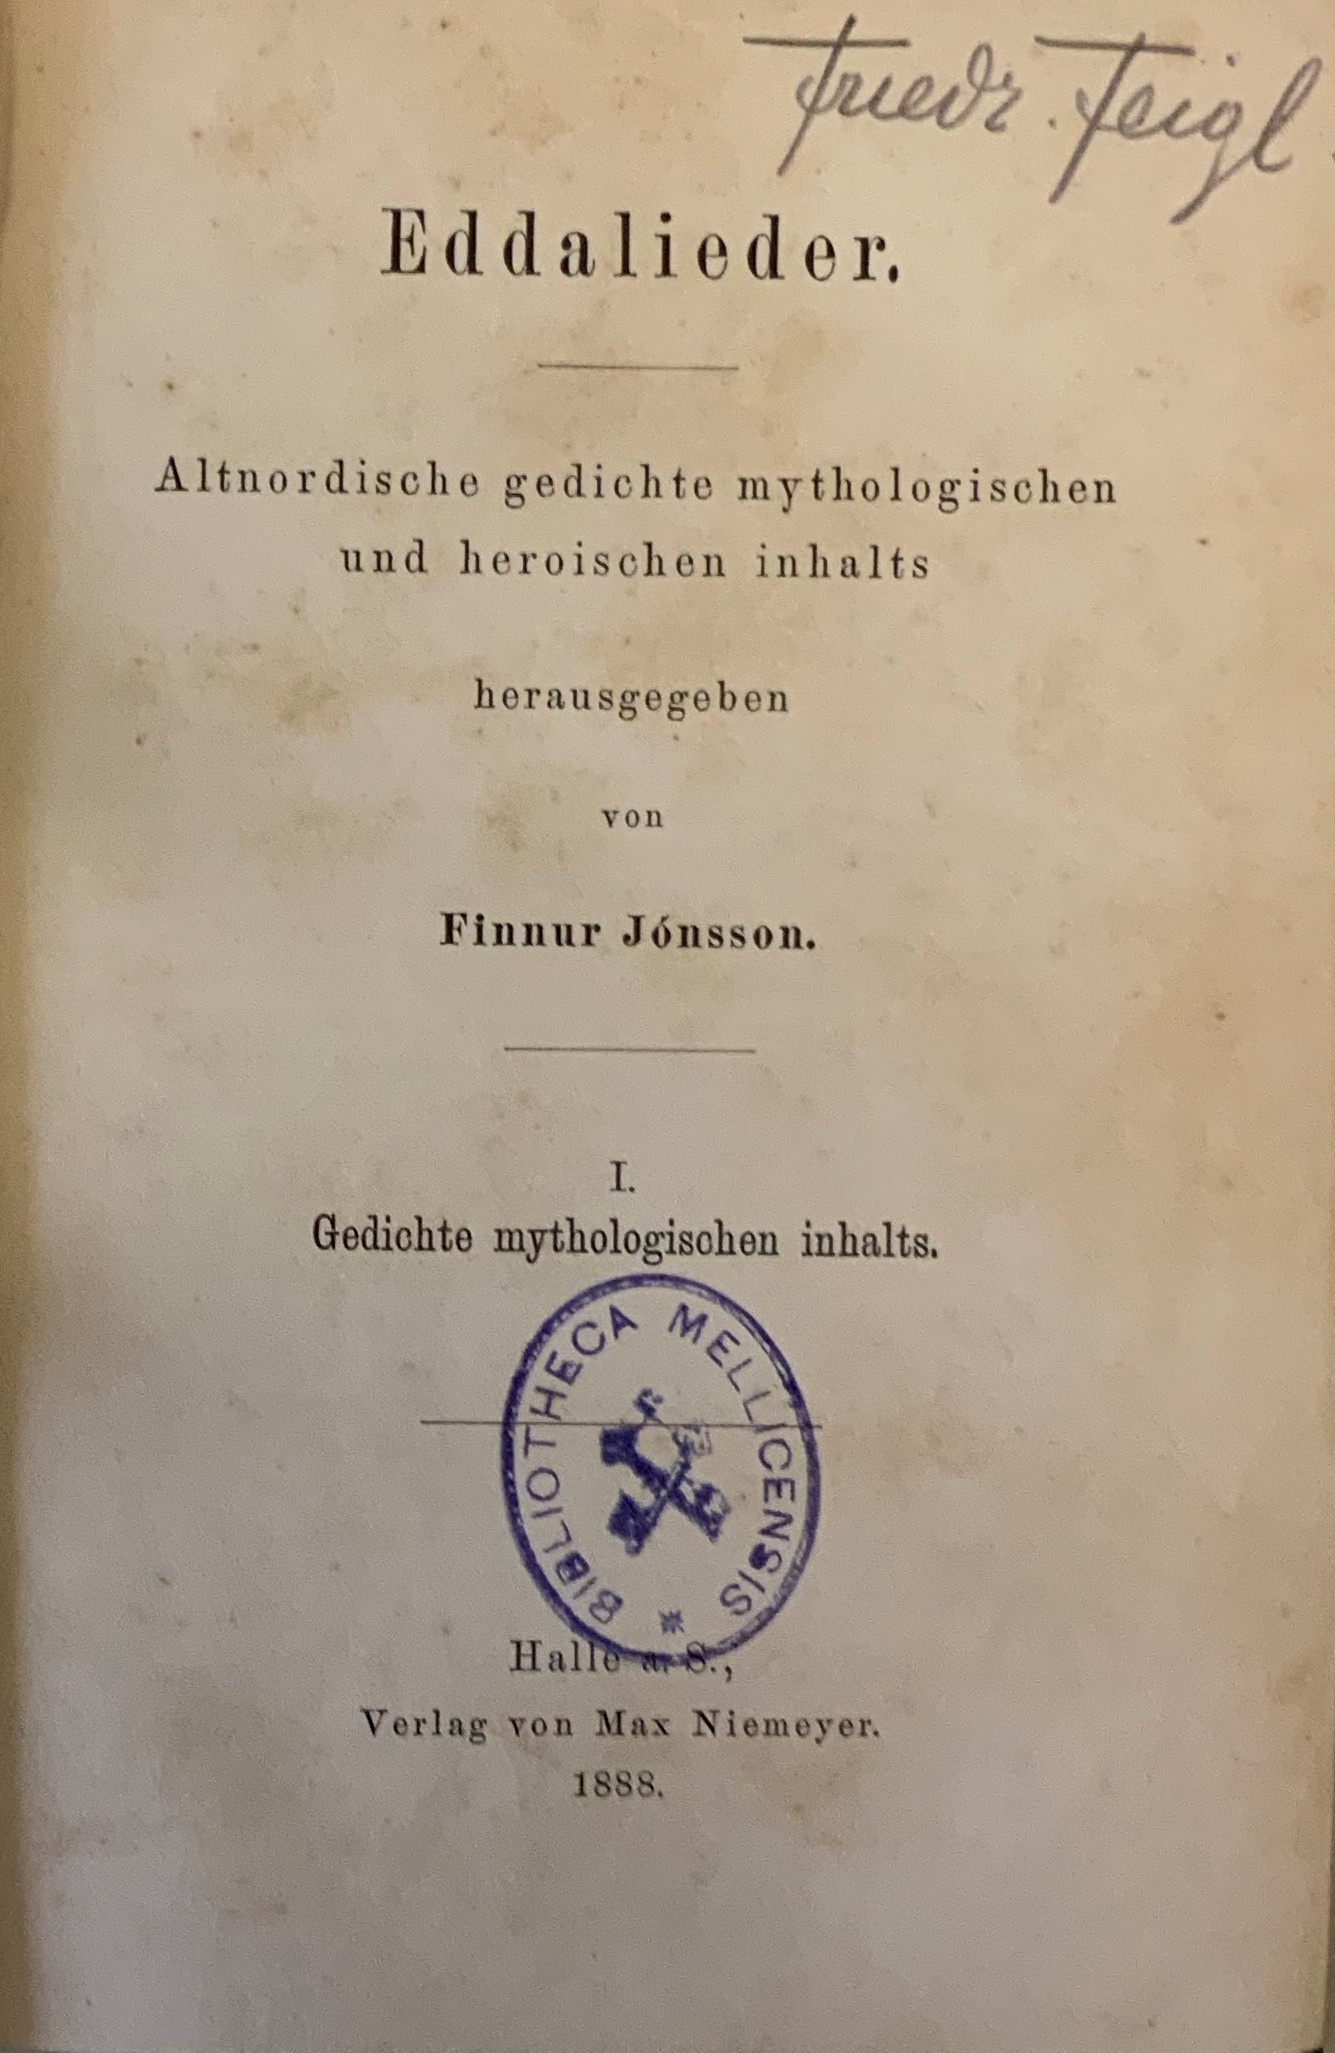 Friedr. Feigl.
Eddalieder.
Altnordische gedichte mythologischen
und heroischen inhalts
herausgegeben
von
Finnur Jónsson.
I.
Gedichte mythologischen inhalts.
BIBLIOTHECA MELLICENSIS *
Halle a. S.,
Verlag von Max Niemeyer.
1888.